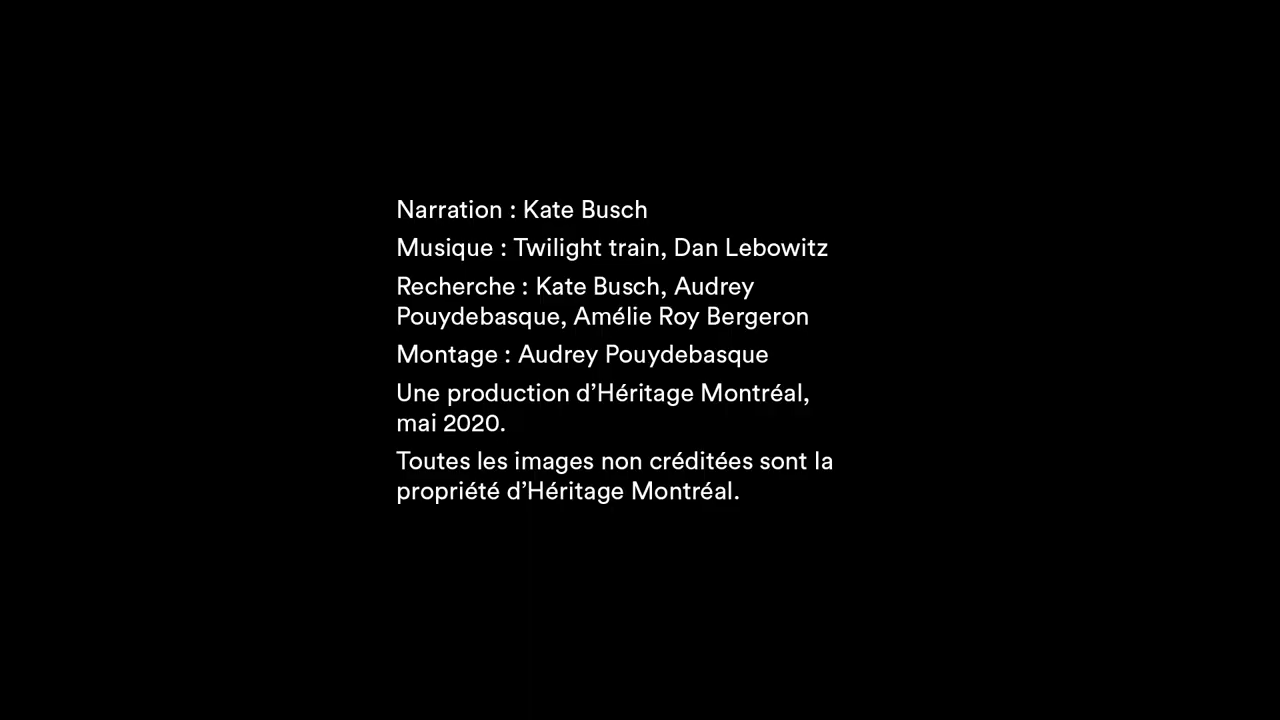 Narration : Kate Busch
Musique : Twilight train, Dan Lebowitz
Recherche : Kate Busch, Audrey
Pouydebasque, Amélie Roy Bergeron
Montage : Audrey Pouydebasque
Une production d’Héritage Montréal,
mai 2020.
Toutes les images non créditées sont la
propriété d’Héritage Montréal.